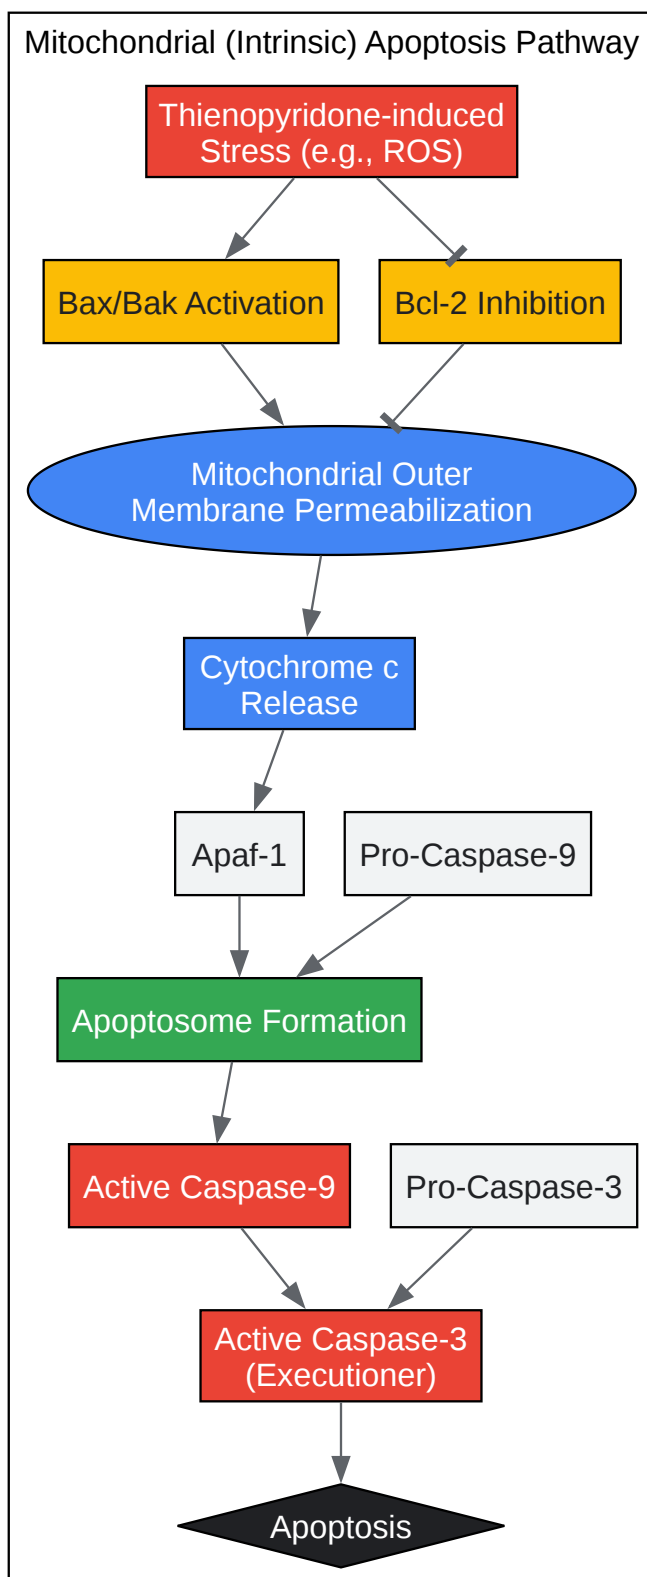 Mitochondrial (Intrinsic) Apoptosis Pathway
Thienopyridone-induced
Stress (e.g., ROS)
Bax/Bak Activation
Bcl-2 Inhibition
Mitochondrial Outer
Membrane Permeabilization
Cytochrome c
Release
Apaf-1
Pro-Caspase-9
Apoptosome Formation
Active Caspase-9
Pro-Caspase-3
Active Caspase-3
(Executioner)
Apoptosis